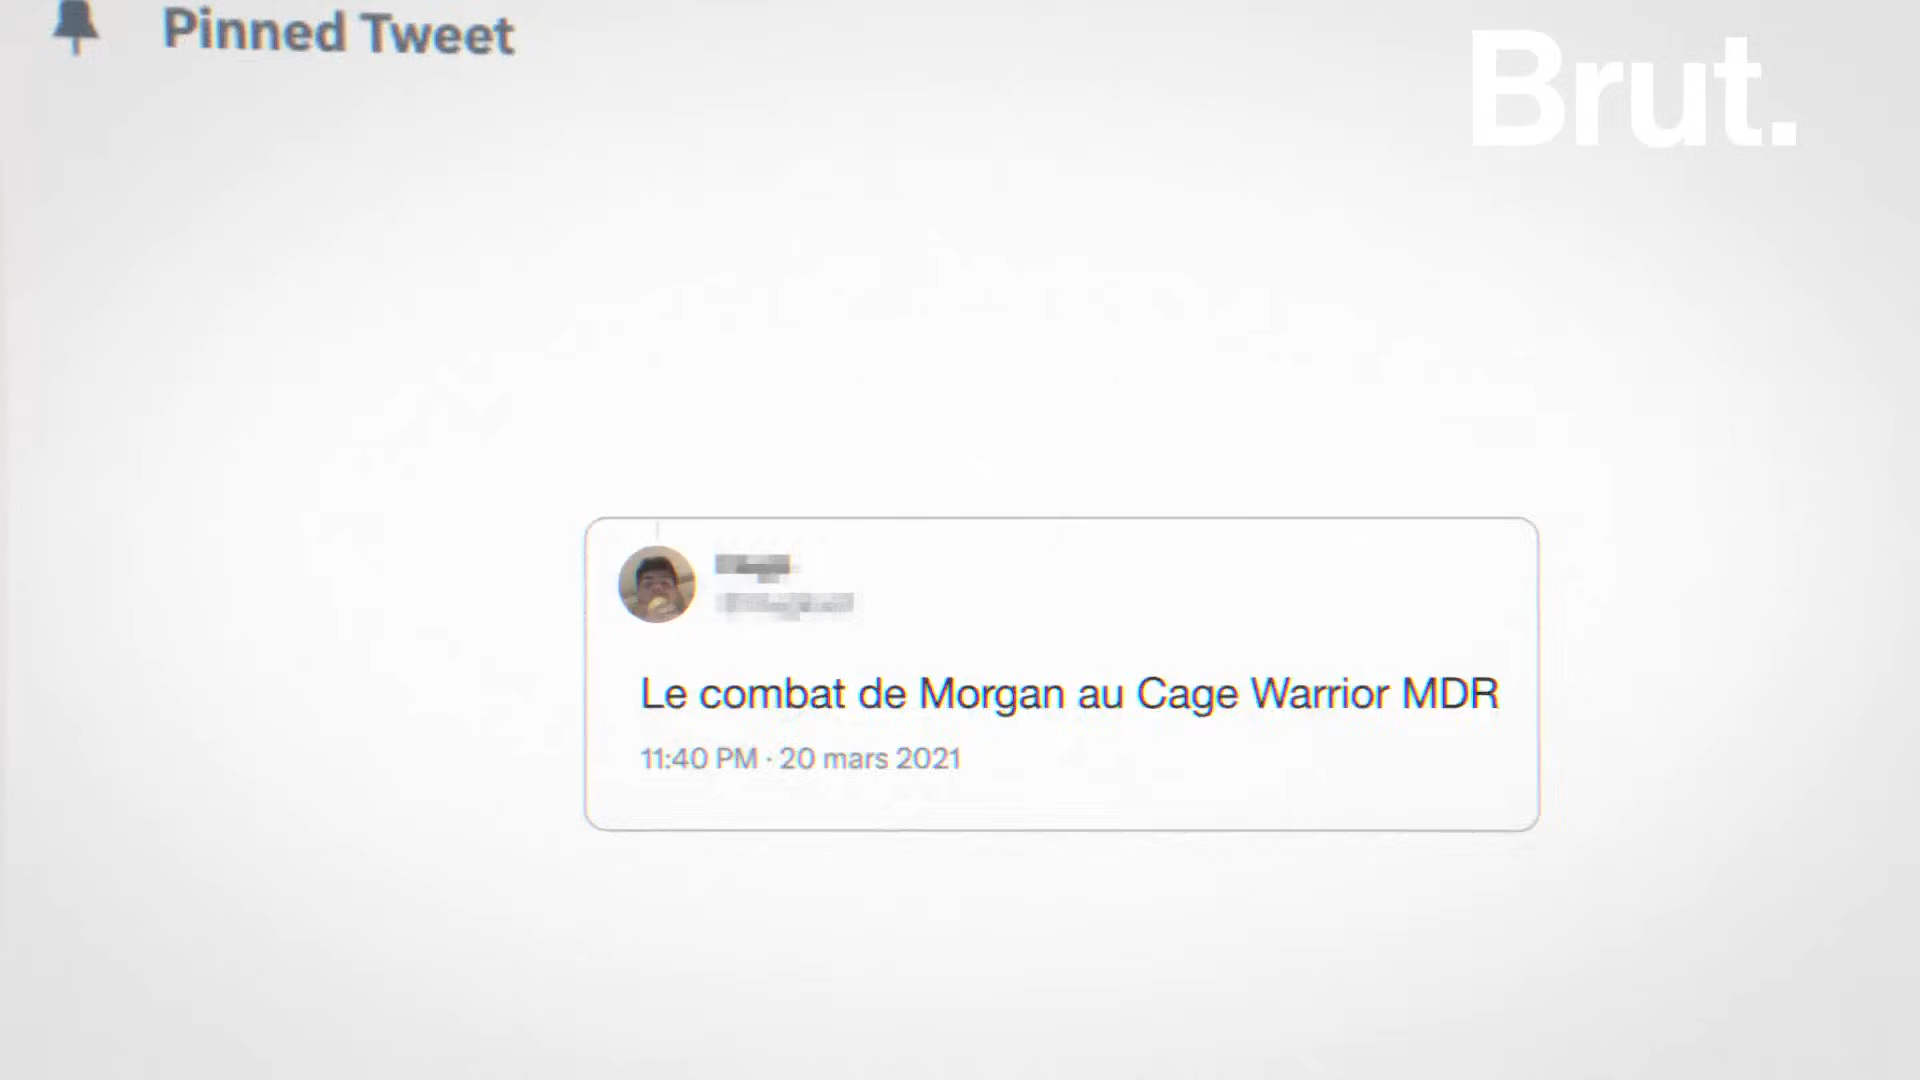 Pinned Tweet
Brut.
Le combat de Morgan au Cage Warrior MDR
11:40 PM · 20 mars 2021